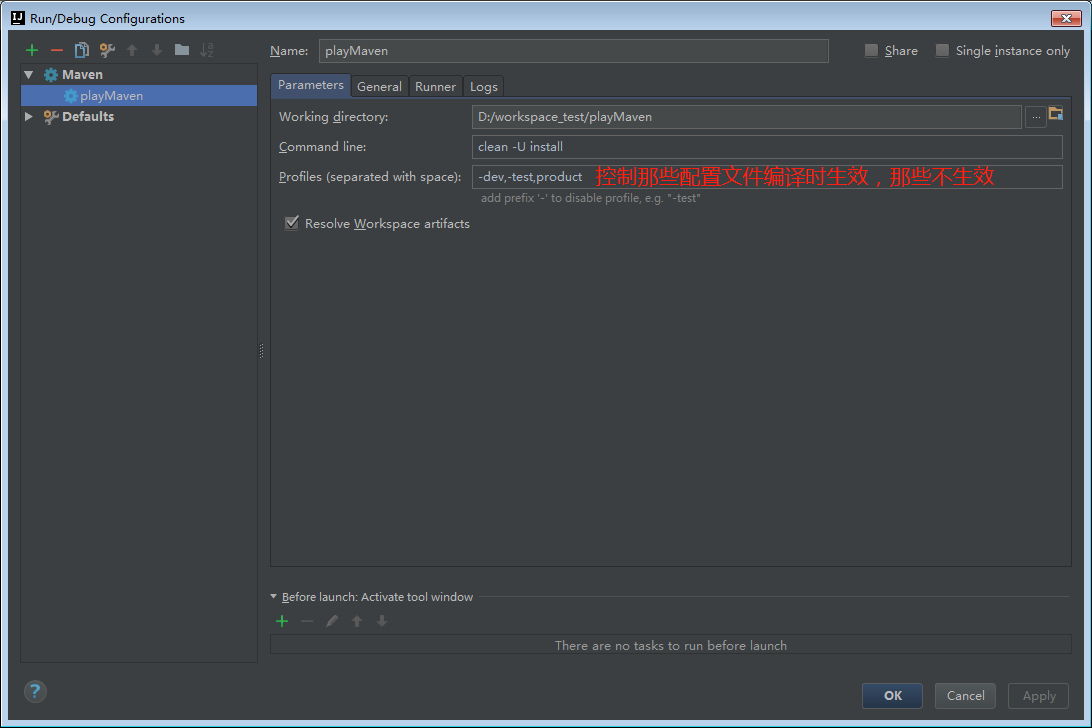 Run/Debug Configurations
Name: playMaven Share Single instance only
Maven
playMaven
Defaults
Parameters General Runner Logs
Working directory: D:/workspace_test/playMaven ...
Command line: clean -U install
Profiles (separated with space): -dev,-test,product 控制那些配置文件编译时生效，那些不生效
add prefix '-' to disable profile, e.g. "-test"
Resolve Workspace artifacts
Before launch: Activate tool window
There are no tasks to run before launch
? OK Cancel Apply